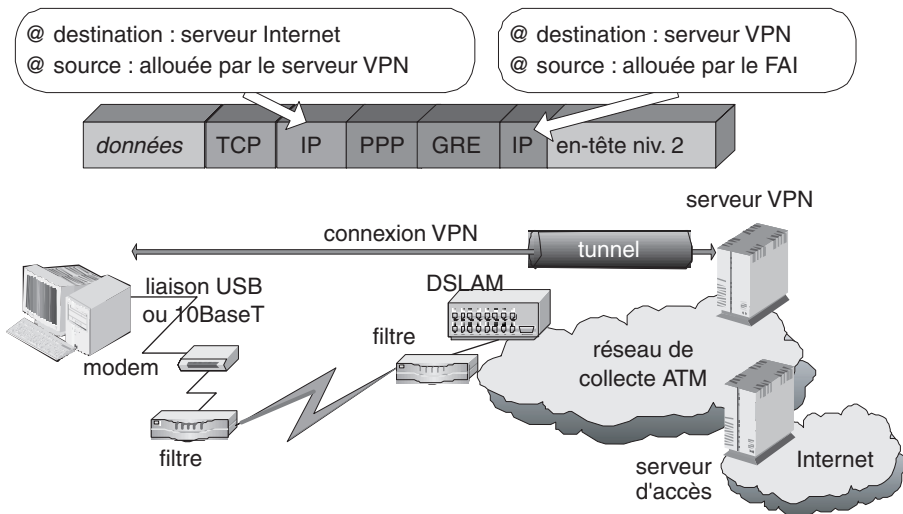 @ destination : serveur Internet
@ source : allouée par le serveur VPN
@ destination : serveur VPN
@ source : allouée par le FAI
données TCP IP PPP GRE IP en-tête niv. 2
serveur VPN
connexion VPN
tunnel
liaison USB
ou 10BaseT
DSLAM
modem
filtre
réseau de
collecte ATM
filtre
serveur
d'accès
Internet